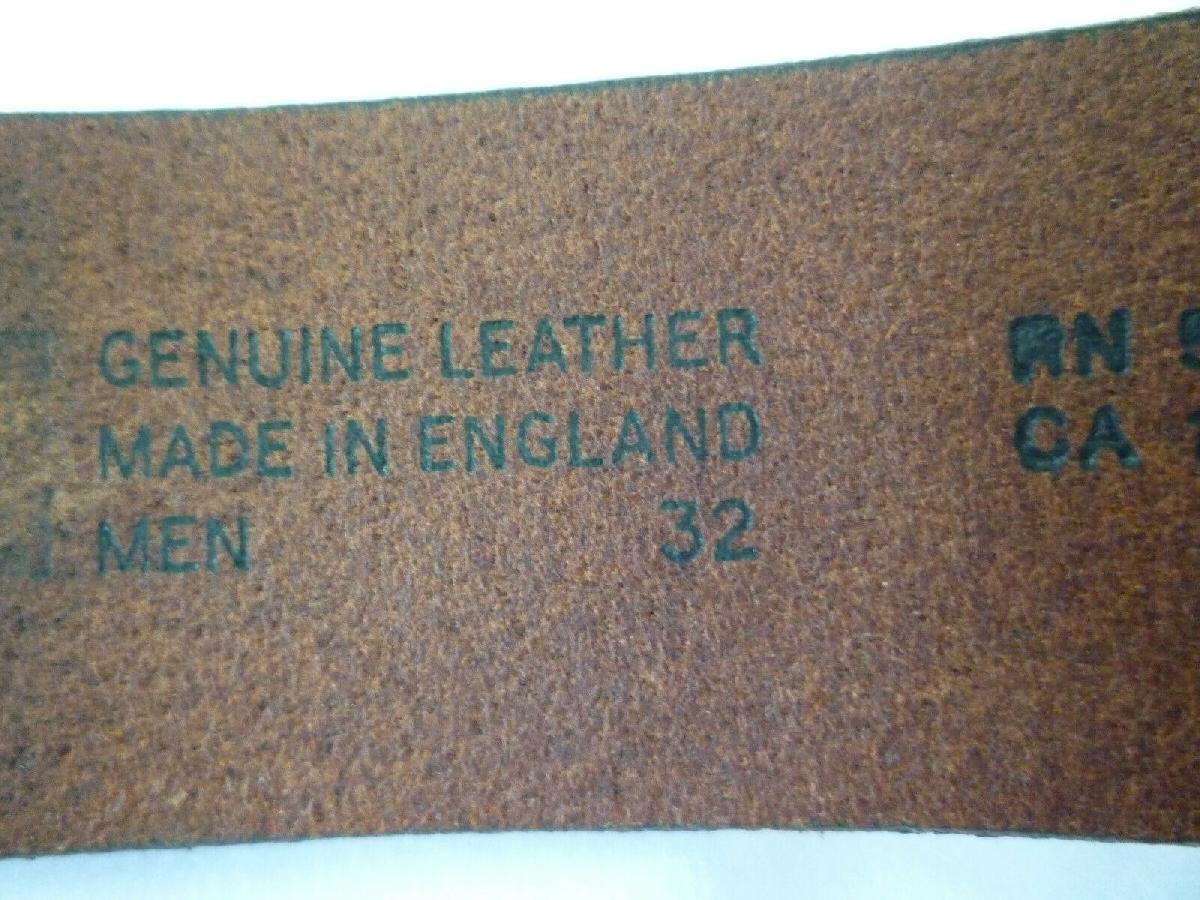 GENUINE LEATHER
MADE IN ENGLAND
MEN 32
RN
CA